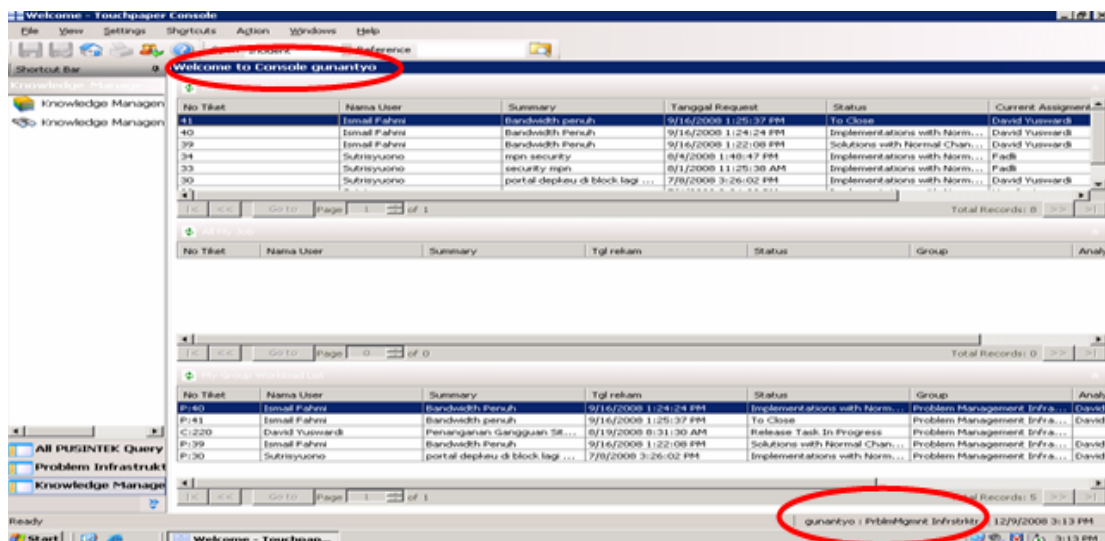 Welcome - Touchpaper Console
File View Settings Shortcuts Action Windows Help
Incident Reference
Shortcut Bar
Welcome to Console gunantyo
Knowledge Manage
Knowledge Managen
Knowledge Managen
No Tiket Nama User Summary Tanggal Request Status Current Assigment
41 Ismail Fahmi Bandwidth penuh 9/16/2008 1:25:37 PM To Close David Yuswardi
40 Ismail Fahmi Bandwidth Penuh 9/16/2008 1:24:24 PM Implementations with Norm... David Yuswardi
39 Ismail Fahmi Bandwidth Penuh 9/16/2008 1:22:08 PM Solutions with Normal Chan... David Yuswardi
34 Sutrisyuono mpn security 8/4/2008 1:48:47 PM Implementations with Norm... Fadli
33 Sutrisyuono security mpn 8/1/2008 11:25:38 AM Implementations with Norm... Fadli
30 Sutrisyuono portal depkeu di block lagi ... 7/8/2008 3:26:02 PM Implementations with Norm... David Yuswardi
|< << Go to Page 1 of 1 Total Records: 8 >> >|
All My Job
No Tiket Nama User Summary Tgl rekam Status Group Analy
|< << Go to Page 0 of 0 Total Records: 0 >> >|
My Group Workload List
No Tiket Nama User Summary Tgl rekam Status Group Analy
P:40 Ismail Fahmi Bandwidth Penuh 9/16/2008 1:24:24 PM Implementations with Norm... Problem Management Infra... David
P:41 Ismail Fahmi Bandwidth penuh 9/16/2008 1:25:37 PM To Close Problem Management Infra... David
C:220 David Yuswardi Penanganan Gangguan Sit... 8/19/2008 8:31:30 AM Release Task In Progress Problem Management Infra...
P:39 Ismail Fahmi Bandwidth Penuh 9/16/2008 1:22:08 PM Solutions with Normal Chan... Problem Management Infra... David
P:30 Sutrisyuono portal depkeu di block lagi ... 7/8/2008 3:26:02 PM Implementations with Norm... Problem Management Infra... David
All PUSINTEK Query
Problem Infrastrukt
Knowledge Manage
|< << Go to Page 1 of 1 Total Records: 5 >> >|
Ready gunantyo : PrblmMgmnt Infrstrktr 12/9/2008 3:13 PM
Start Welcome - Touchpap... 3:13 PM